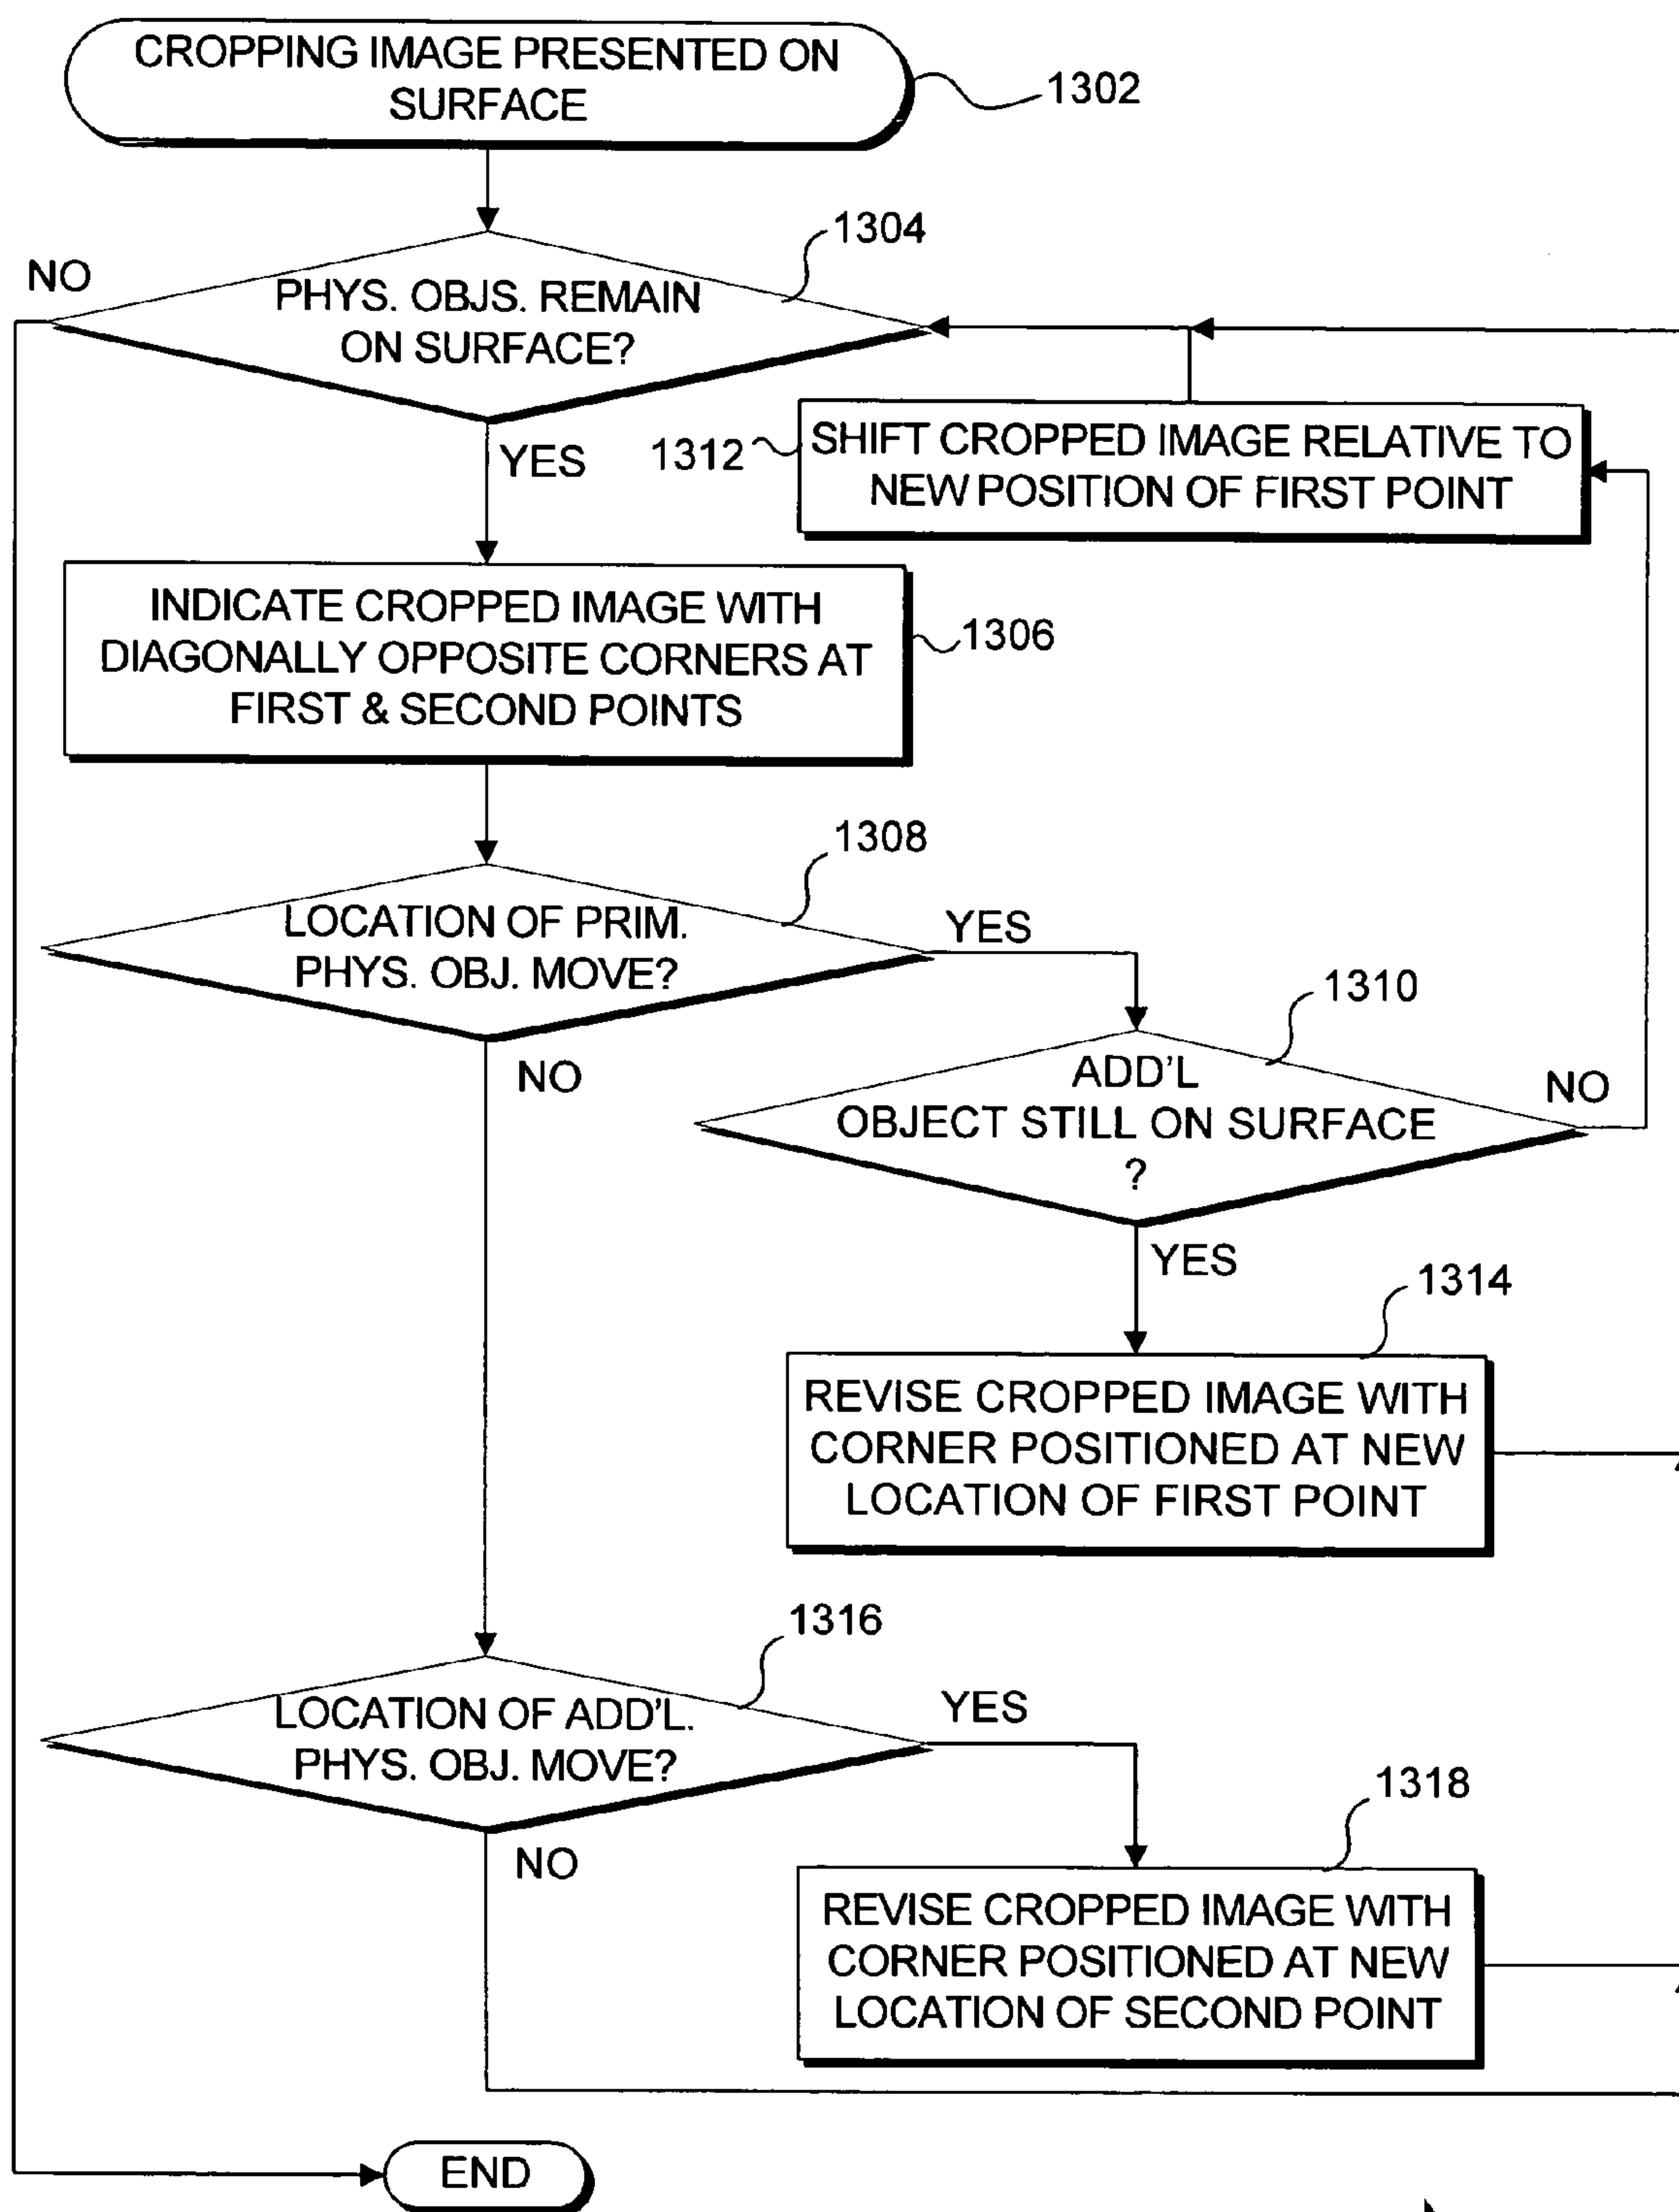 CROPPING IMAGE PRESENTED ON
SURFACE
1302
1304
NO
PHYS. OBJS. REMAIN
ON SURFACE?
YES
1312
SHIFT CROPPED IMAGE RELATIVE TO
NEW POSITION OF FIRST POINT
INDICATE CROPPED IMAGE WITH
DIAGONALLY OPPOSITE CORNERS AT
FIRST & SECOND POINTS
1306
1308
LOCATION OF PRIM.
PHYS. OBJ. MOVE?
YES
NO
1310
ADD'L
OBJECT STILL ON SURFACE
?
NO
YES
1314
REVISE CROPPED IMAGE WITH
CORNER POSITIONED AT NEW
LOCATION OF FIRST POINT
1316
LOCATION OF ADD'L.
PHYS. OBJ. MOVE?
YES
NO
1318
REVISE CROPPED IMAGE WITH
CORNER POSITIONED AT NEW
LOCATION OF SECOND POINT
END